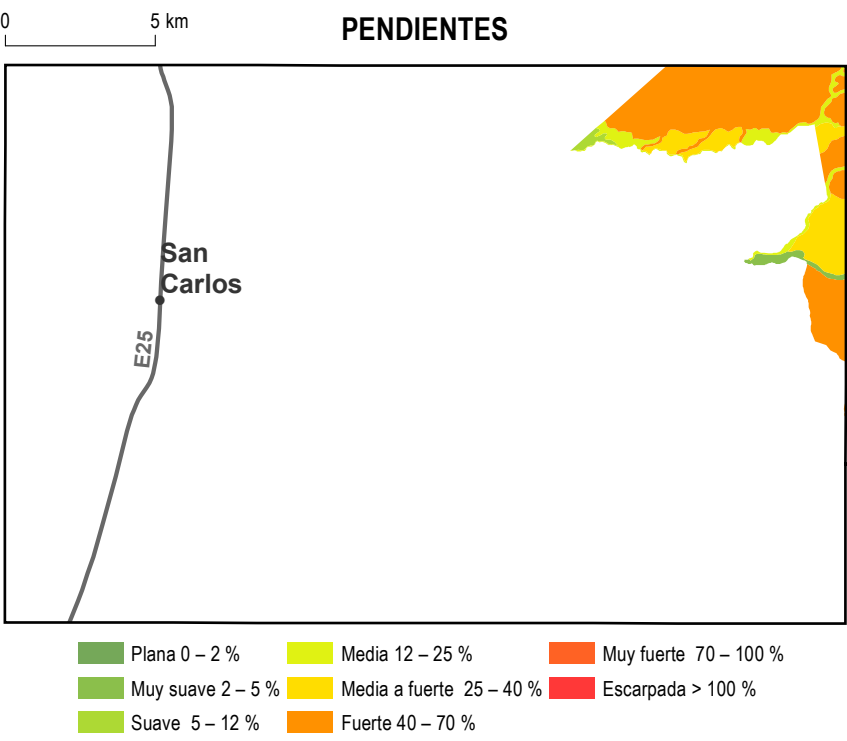 0 5 km
PENDIENTES
San
Carlos
E25
Plana 0 – 2 %
Muy suave 2 – 5 %
Suave 5 – 12 %
Media 12 – 25 %
Media a fuerte 25 – 40 %
Fuerte 40 – 70 %
Muy fuerte 70 – 100 %
Escarpada > 100 %